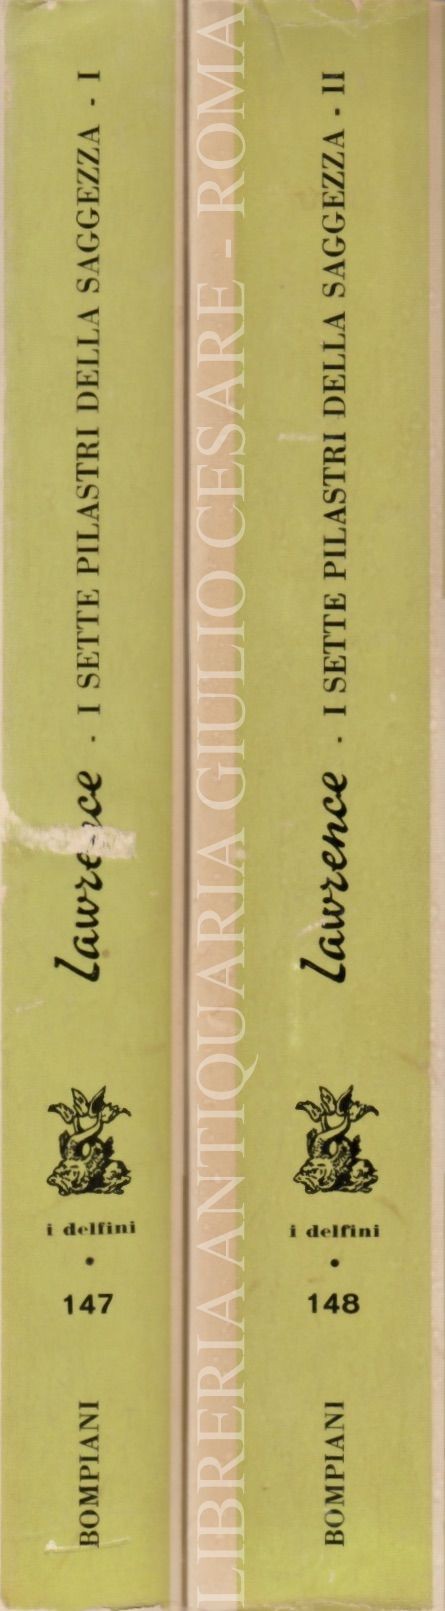 Lawrence · I SETTE PILASTRI DELLA SAGGEZZA - I
i delfini
•
147
BOMPIANI
LIBRERIA ANTIQUARIA GIULIO CESARE - ROMA
Lawrence · I SETTE PILASTRI DELLA SAGGEZZA - II
i delfini
•
148
BOMPIANI